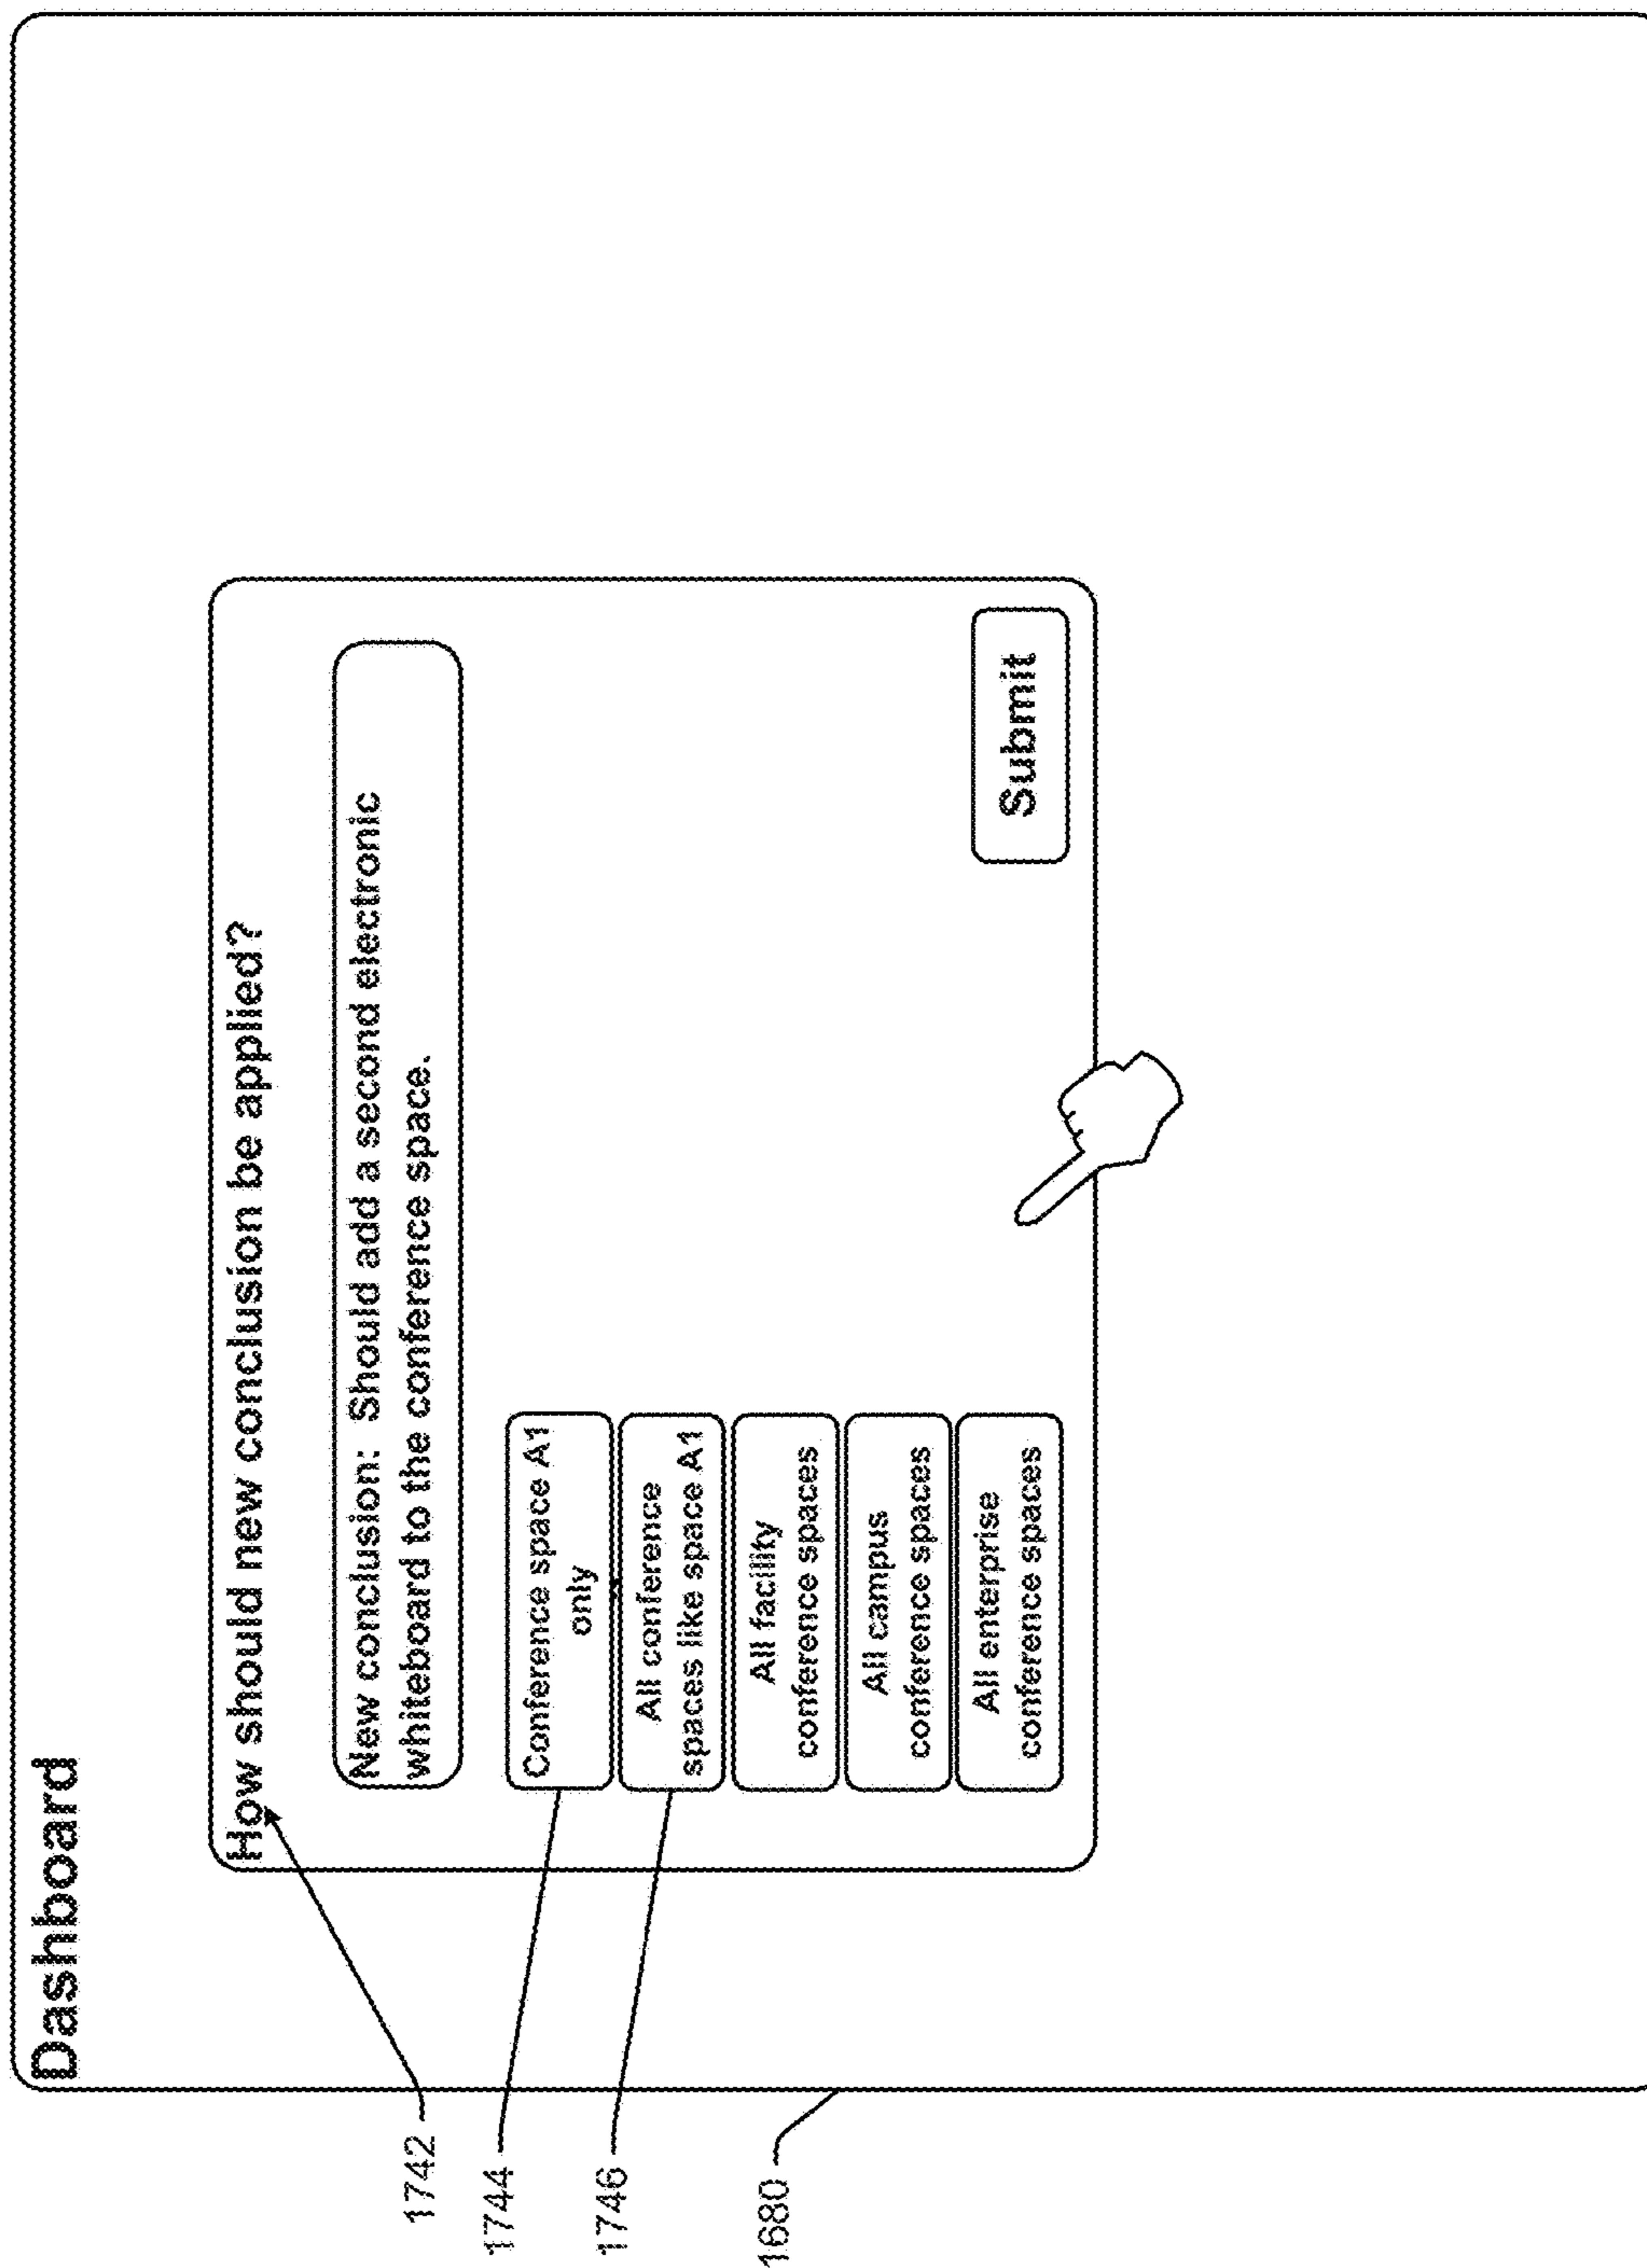 Dashboard
How should new conclusion be applied?
New conclusion: Should add a second electronic
whiteboard to the conference space.
Conference space A1
only
All conference
spaces like space A1
All facility
conference spaces
All campus
conference spaces
All enterprise
conference spaces
Submit
1742
1744
1746
1680